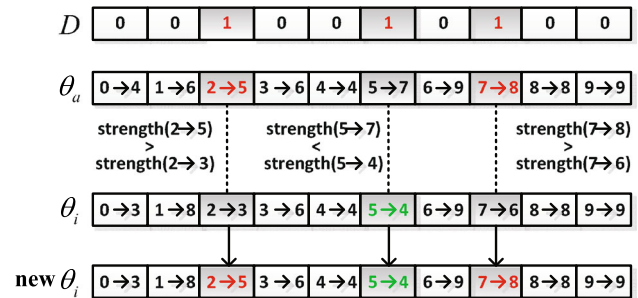 D 0 0 1 0 0 1 0 1 0 0
θa 0→4 1→6 2→5 3→6 4→4 5→7 6→9 7→8 8→8 9→9
strength(2→5) strength(5→7) strength(7→8)
> < >
strength(2→3) strength(5→4) strength(7→6)
θi 0→3 1→8 2→3 3→6 4→4 5→4 6→9 7→6 8→8 9→9
new θi 0→3 1→8 2→5 3→6 4→4 5→4 6→9 7→8 8→8 9→9